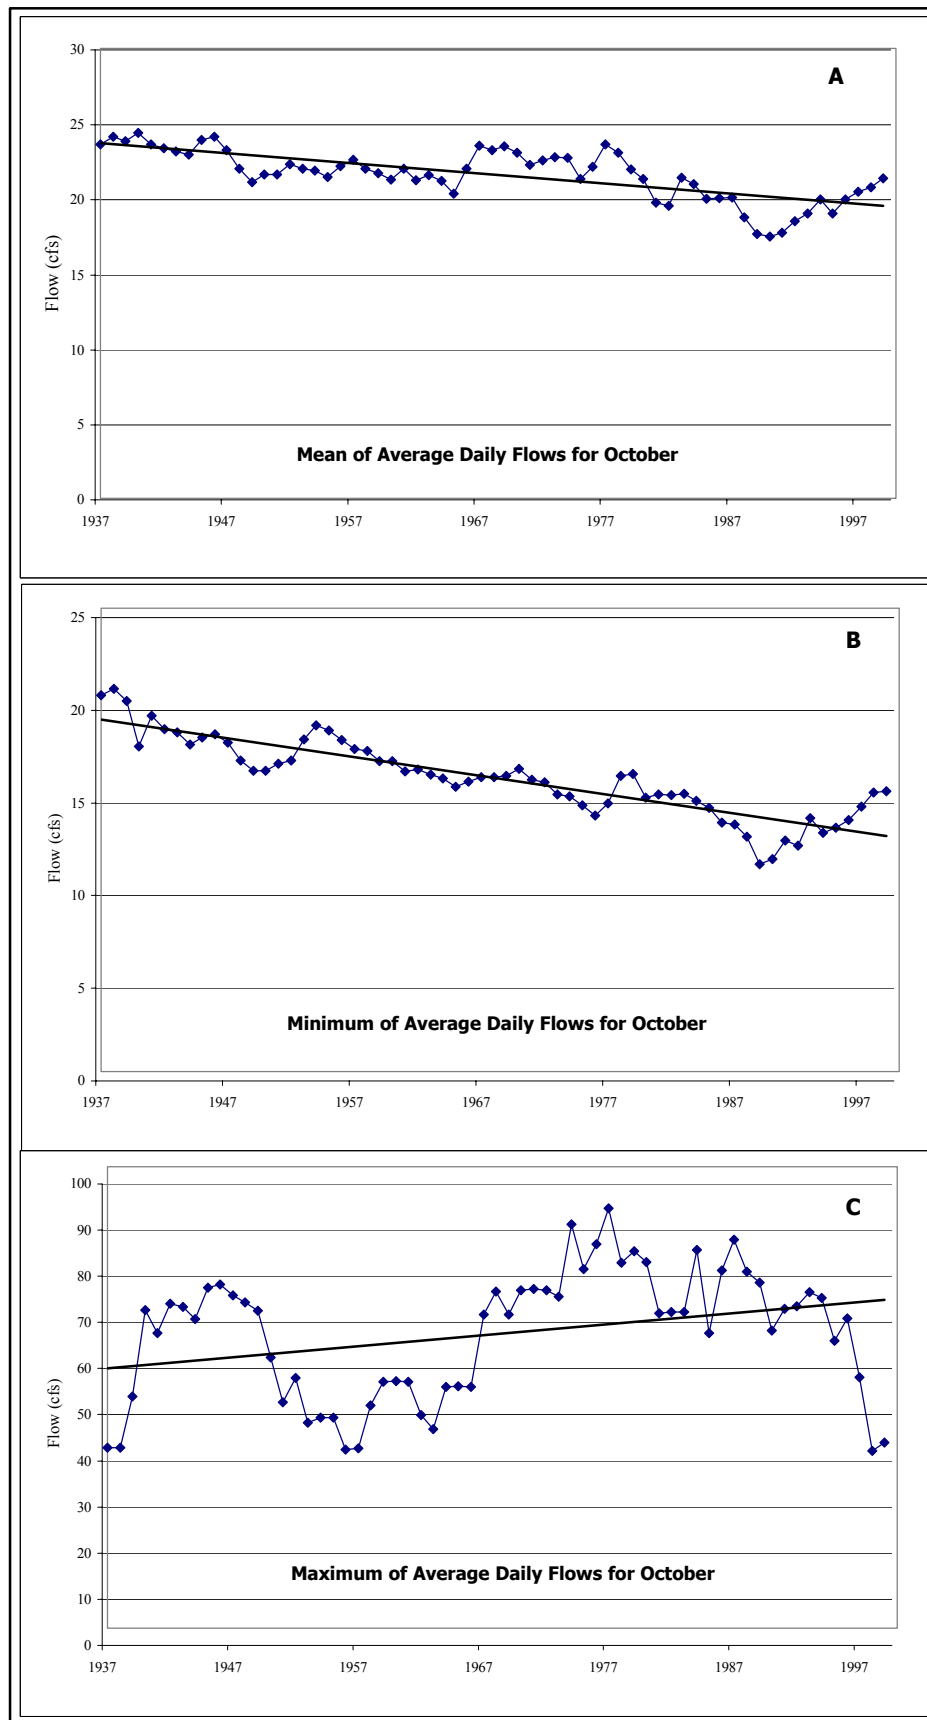 A
30
25
20
15
10
5
0
Flow (cfs)
Mean of Average Daily Flows for October
1937 1947 1957 1967 1977 1987 1997
B
25
20
15
10
5
0
Flow (cfs)
Minimum of Average Daily Flows for October
1937 1947 1957 1967 1977 1987 1997
C
100
90
80
70
60
50
40
30
20
10
0
Flow (cfs)
Maximum of Average Daily Flows for October
1937 1947 1957 1967 1977 1987 1997